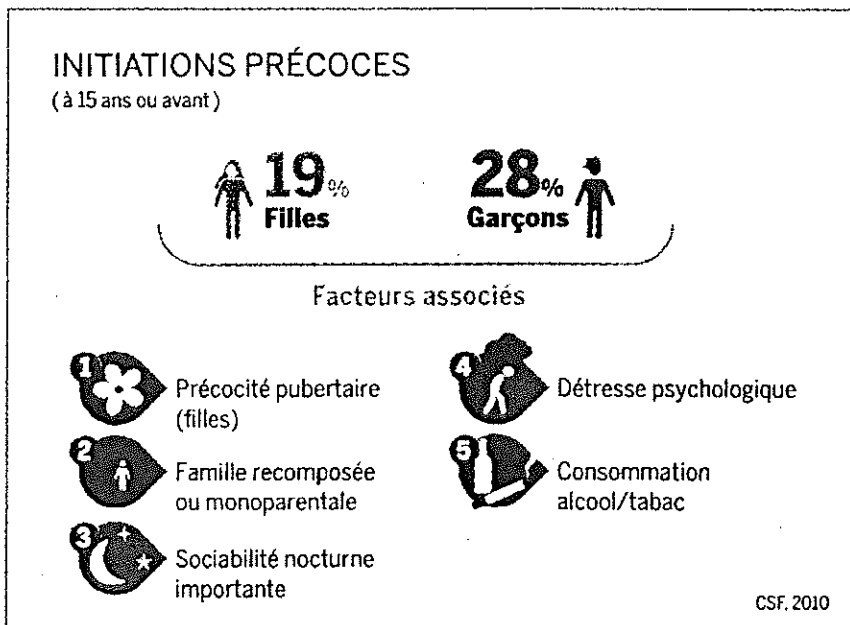 INITIATIONS PRÉCOCES
(à 15 ans ou avant)
19%
Filles
28%
Garçons
Facteurs associés
1
Précocité pubertaire
(filles)
2
Famille recomposée
ou monoparentale
3
Sociabilité nocturne
importante
4
Détresse psychologique
5
Consommation
alcool/tabac
CSF, 2010